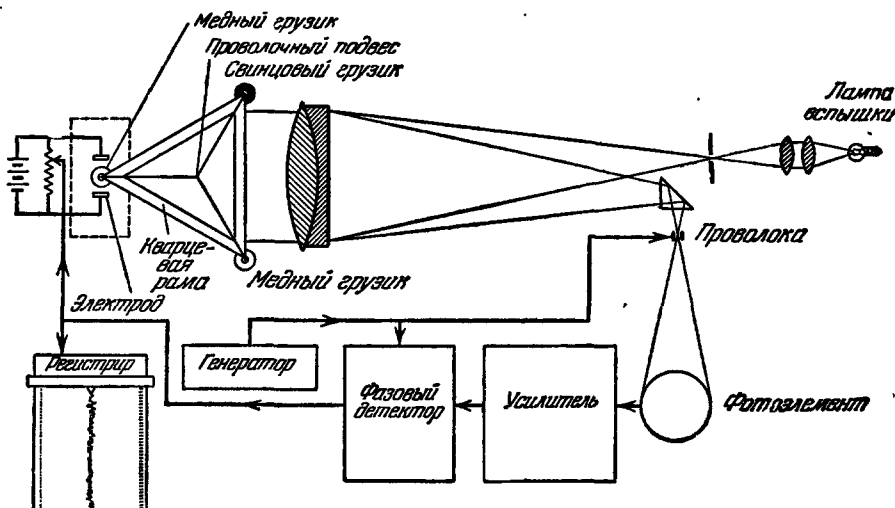 Медный грузик
Проволочный подвес
Свинцовый грузик
Лампа
вспышки
Кварце-
вая
рама
Медный грузик
Проволока
Электрод
Регистрир
Генератор
Фазовый
детектор
Усилитель
Фотоэлемент